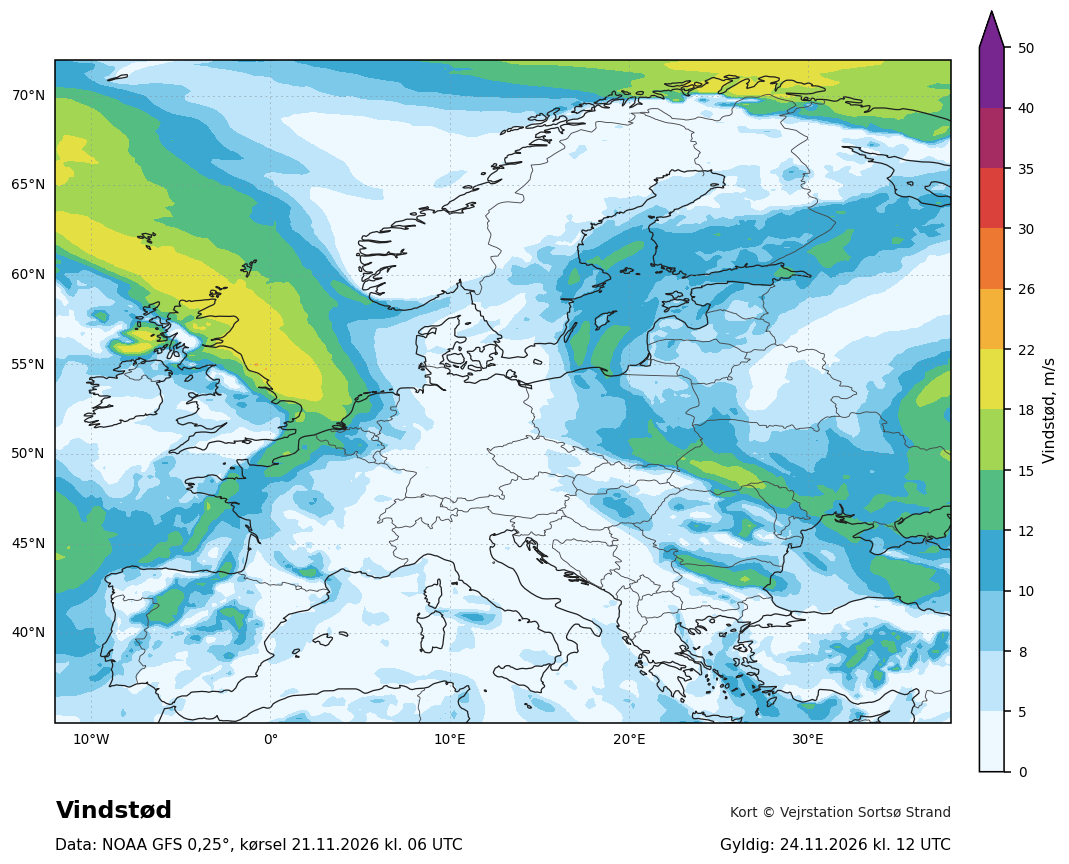 70°N
65°N
60°N
55°N
50°N
45°N
40°N
10°W
0°
10°E
20°E
30°E
50
40
35
30
26
22
18
15
12
10
8
5
0
Vindstød, m/s
Vindstød
Kort © Vejrstation Sortsø Strand
Data: NOAA GFS 0,25°, kørsel 21.11.2026 kl. 06 UTC
Gyldig: 24.11.2026 kl. 12 UTC